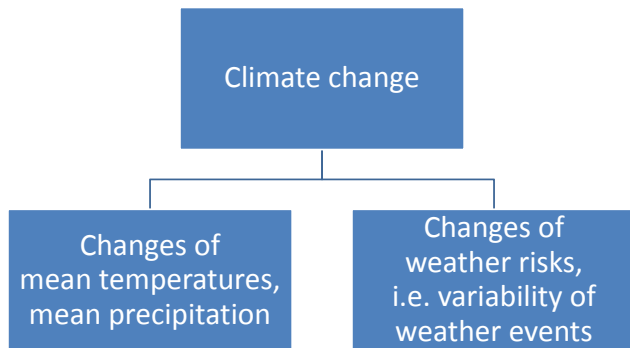 Climate change
Changes of
mean temperatures,
mean precipitation
Changes of
weather risks,
i.e. variability of
weather events